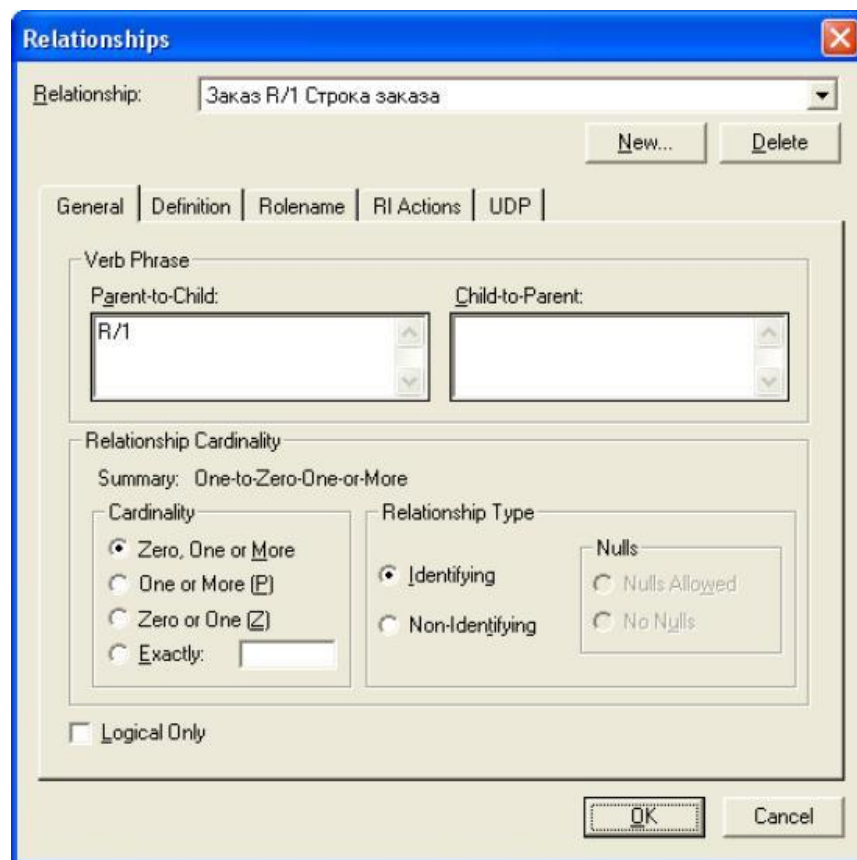 Relationships
Relationship: Заказ R/1 Строка заказа
New... Delete
General Definition Rolename RI Actions UDP
Verb Phrase
Parent-to-Child: Child-to-Parent:
R/1
Relationship Cardinality
Summary: One-to-Zero-One-or-More
Cardinality Relationship Type
Zero, One or More
One or More (P)
Zero or One (Z)
Exactly:
Identifying
Non-Identifying
Nulls
Nulls Allowed
No Nulls
Logical Only
OK Cancel